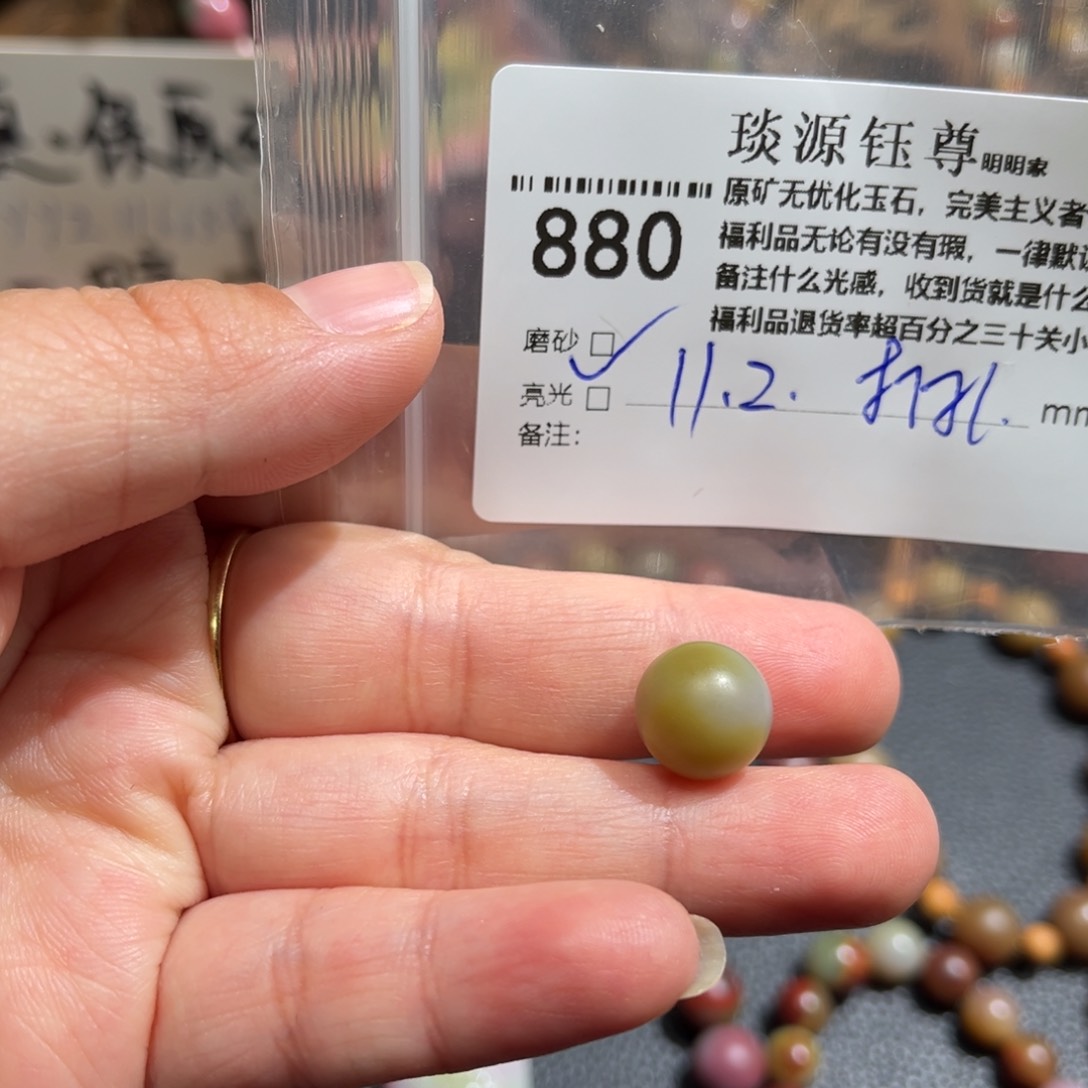 琰源钰尊明明家
880
原矿无优化玉石，完美主义者
福利品无论有没有瑕，一律默认
备注什么光感，收到货就是什么
福利品退货率超百分之三十关小
磨砂 □ ✓
亮光 □ 11.2. 打孔. mm
备注：